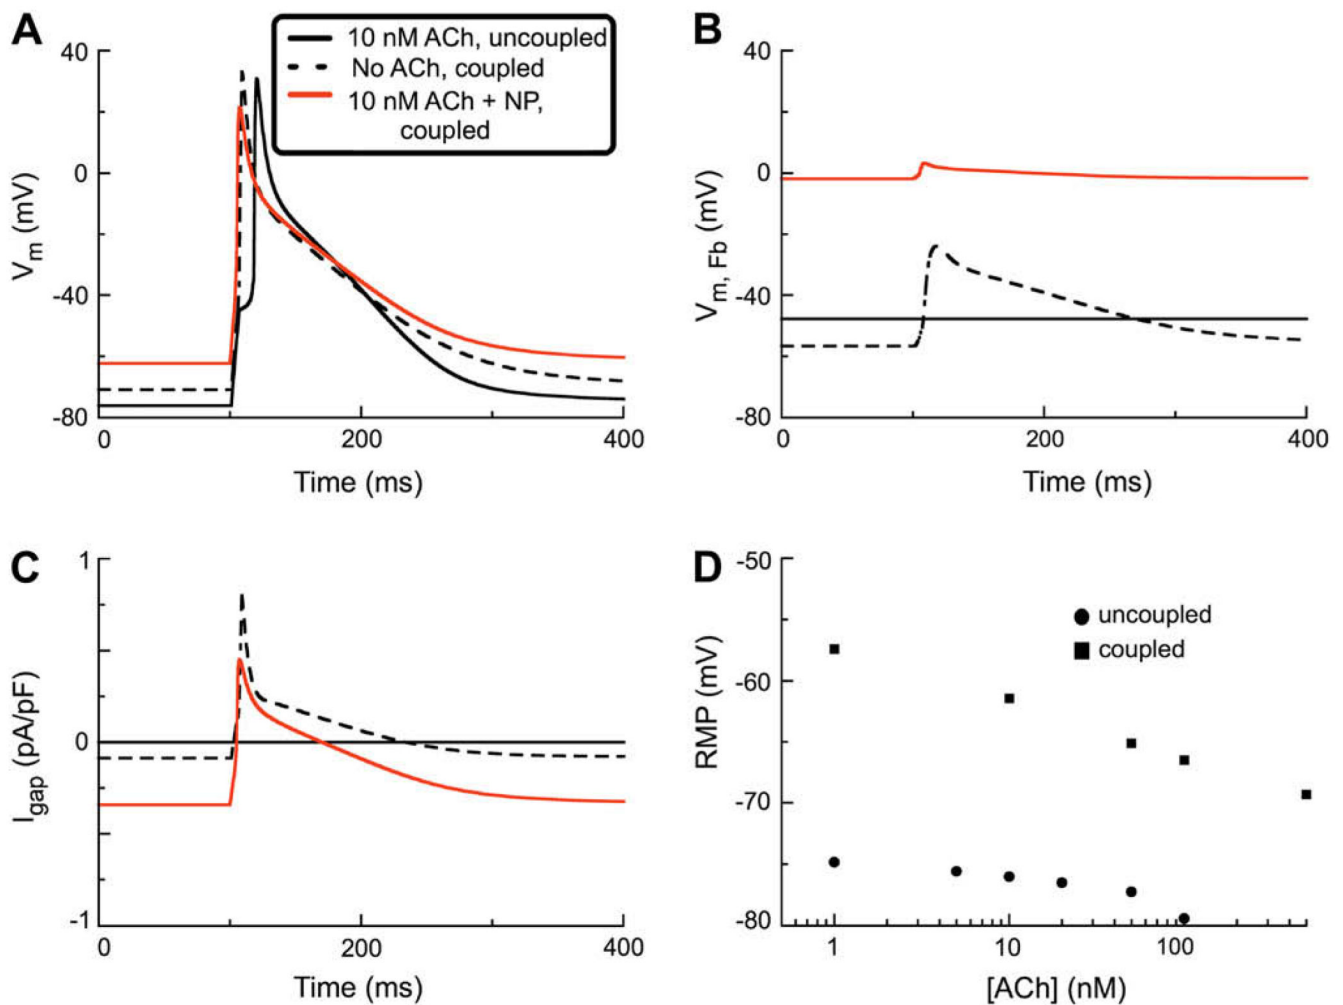 A
10 nM ACh, uncoupled
No ACh, coupled
10 nM ACh + NP,
coupled
40
0
-40
-80
V_m (mV)
0
200
400
Time (ms)
B
40
0
-40
-80
V_m, Fb (mV)
0
200
400
Time (ms)
C
1
0
-1
I_gap (pA/pF)
0
200
400
Time (ms)
D
-50
-60
-70
-80
RMP (mV)
uncoupled
coupled
1
10
100
[ACh] (nM)